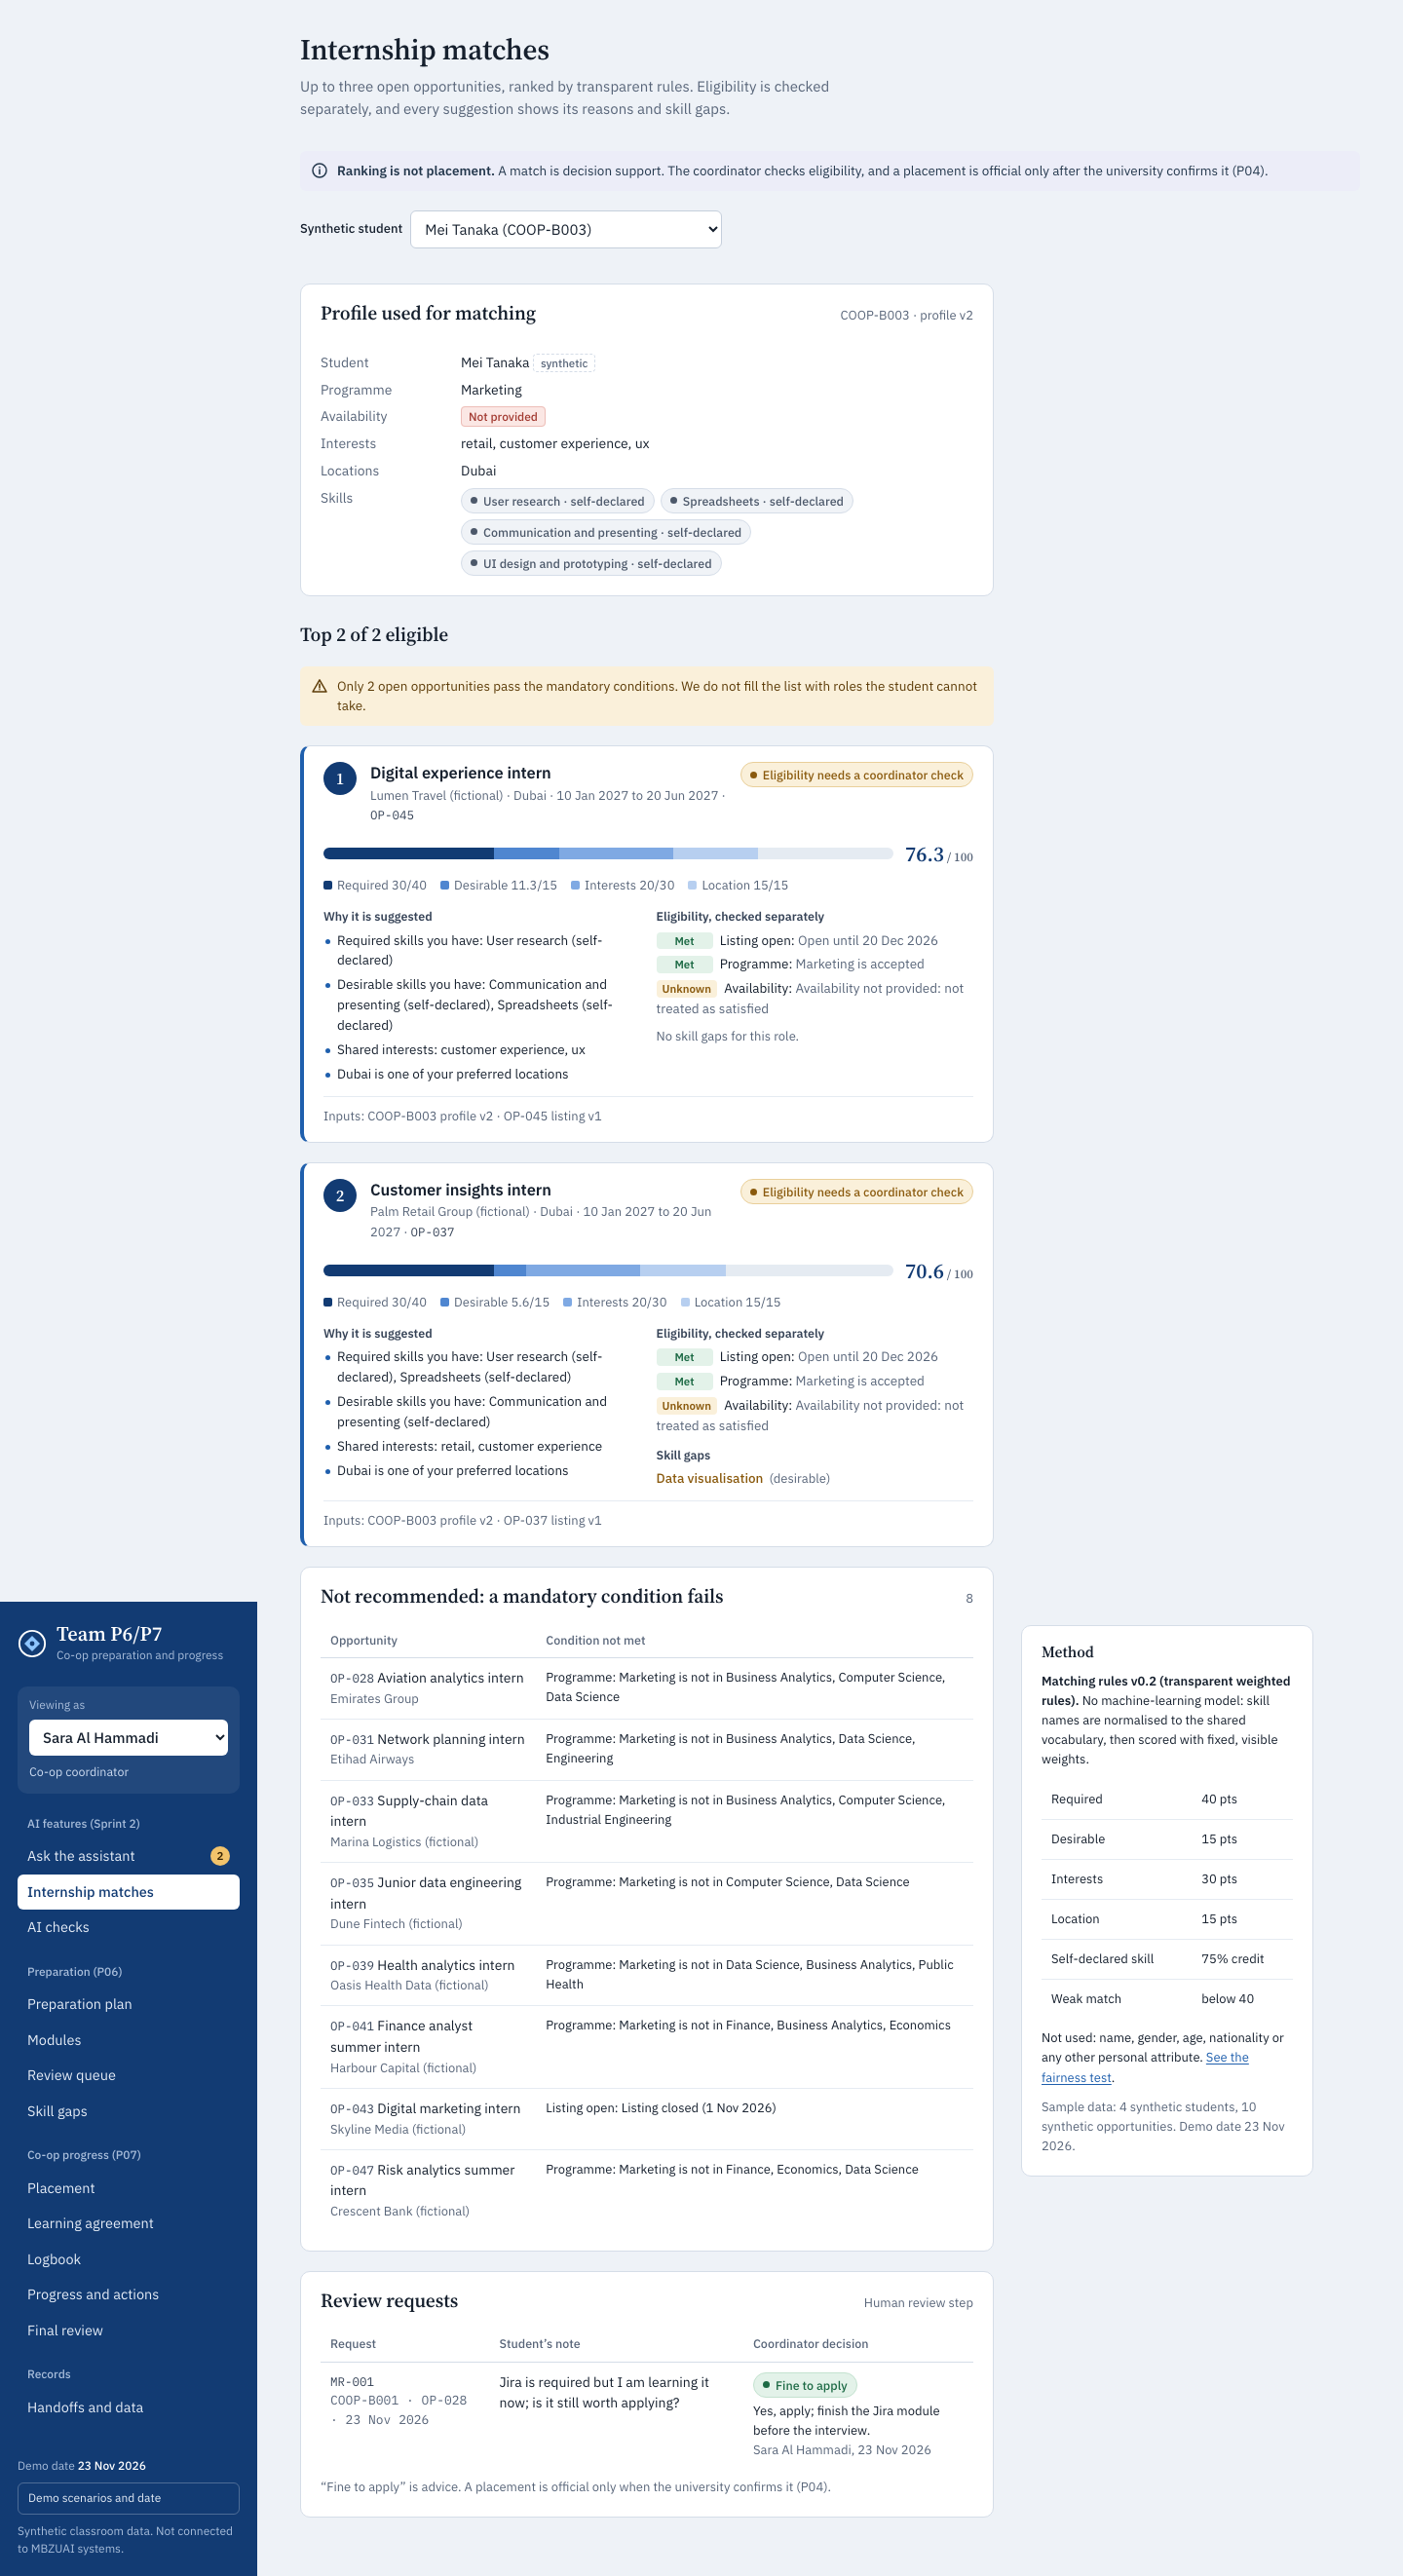 Internship matches
Up to three open opportunities, ranked by transparent rules. Eligibility is checked
separately, and every suggestion shows its reasons and skill gaps.
Ranking is not placement. A match is decision support. The coordinator checks eligibility, and a placement is official only after the university confirms it (P04).
Synthetic student Mei Tanaka (COOP-B003)
Profile used for matching COOP-B003 · profile v2
Student Mei Tanaka synthetic
Programme Marketing
Availability Not provided
Interests retail, customer experience, ux
Locations Dubai
Skills User research · self-declared Spreadsheets · self-declared
Communication and presenting · self-declared
UI design and prototyping · self-declared
Top 2 of 2 eligible
Only 2 open opportunities pass the mandatory conditions. We do not fill the list with roles the student cannot
take.
1 Digital experience intern Eligibility needs a coordinator check
Lumen Travel (fictional) · Dubai · 10 Jan 2027 to 20 Jun 2027 ·
OP-045
76.3 / 100
Required 30/40 Desirable 11.3/15 Interests 20/30 Location 15/15
Why it is suggested
Required skills you have: User research (self-
declared)
Desirable skills you have: Communication and
presenting (self-declared), Spreadsheets (self-
declared)
Shared interests: customer experience, ux
Dubai is one of your preferred locations
Eligibility, checked separately
Met Listing open: Open until 20 Dec 2026
Met Programme: Marketing is accepted
Unknown Availability: Availability not provided: not
treated as satisfied
No skill gaps for this role.
Inputs: COOP-B003 profile v2 · OP-045 listing v1
2 Customer insights intern Eligibility needs a coordinator check
Palm Retail Group (fictional) · Dubai · 10 Jan 2027 to 20 Jun
2027 · OP-037
70.6 / 100
Required 30/40 Desirable 5.6/15 Interests 20/30 Location 15/15
Why it is suggested
Required skills you have: User research (self-
declared), Spreadsheets (self-declared)
Desirable skills you have: Communication and
presenting (self-declared)
Shared interests: retail, customer experience
Dubai is one of your preferred locations
Eligibility, checked separately
Met Listing open: Open until 20 Dec 2026
Met Programme: Marketing is accepted
Unknown Availability: Availability not provided: not
treated as satisfied
Skill gaps
Data visualisation (desirable)
Inputs: COOP-B003 profile v2 · OP-037 listing v1
Not recommended: a mandatory condition fails 8
Opportunity Condition not met
OP-028 Aviation analytics intern
Emirates Group
Programme: Marketing is not in Business Analytics, Computer Science,
Data Science
OP-031 Network planning intern
Etihad Airways
Programme: Marketing is not in Business Analytics, Data Science,
Engineering
OP-033 Supply-chain data
intern
Marina Logistics (fictional)
Programme: Marketing is not in Business Analytics, Computer Science,
Industrial Engineering
OP-035 Junior data engineering
intern
Dune Fintech (fictional)
Programme: Marketing is not in Computer Science, Data Science
OP-039 Health analytics intern
Oasis Health Data (fictional)
Programme: Marketing is not in Data Science, Business Analytics, Public
Health
OP-041 Finance analyst
summer intern
Harbour Capital (fictional)
Programme: Marketing is not in Finance, Business Analytics, Economics
OP-043 Digital marketing intern
Skyline Media (fictional)
Listing open: Listing closed (1 Nov 2026)
OP-047 Risk analytics summer
intern
Crescent Bank (fictional)
Programme: Marketing is not in Finance, Economics, Data Science
Review requests Human review step
Request Student’s note Coordinator decision
MR-001
COOP-B001 · OP-028
· 23 Nov 2026
Jira is required but I am learning it
now; is it still worth applying?
Fine to apply
Yes, apply; finish the Jira module
before the interview.
Sara Al Hammadi, 23 Nov 2026
“Fine to apply” is advice. A placement is official only when the university confirms it (P04).
Method
Matching rules v0.2 (transparent weighted
rules). No machine-learning model: skill
names are normalised to the shared
vocabulary, then scored with fixed, visible
weights.
Required 40 pts
Desirable 15 pts
Interests 30 pts
Location 15 pts
Self-declared skill 75% credit
Weak match below 40
Not used: name, gender, age, nationality or
any other personal attribute. See the
fairness test.
Sample data: 4 synthetic students, 10
synthetic opportunities. Demo date 23 Nov
2026.
Team P6/P7
Co-op preparation and progress
Viewing as
Sara Al Hammadi
Co-op coordinator
AI features (Sprint 2)
Ask the assistant 2
Internship matches
AI checks
Preparation (P06)
Preparation plan
Modules
Review queue
Skill gaps
Co-op progress (P07)
Placement
Learning agreement
Logbook
Progress and actions
Final review
Records
Handoffs and data
Demo date 23 Nov 2026
Demo scenarios and date
Synthetic classroom data. Not connected
to MBZUAI systems.